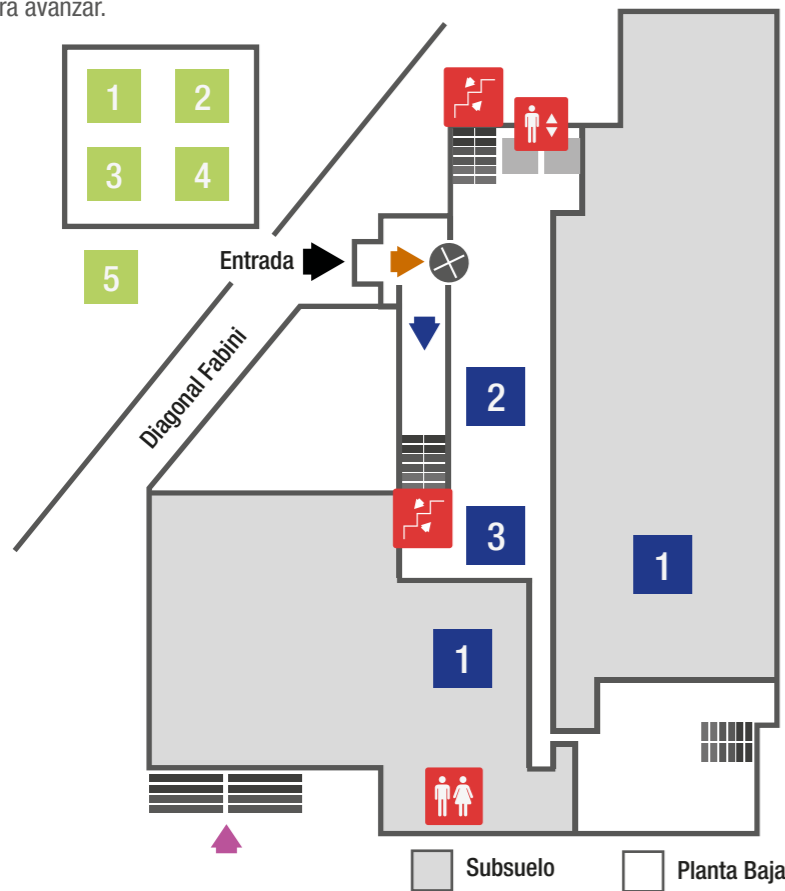 ra avanzar.
1 2
3 4
5
Entrada
Diagonal Fabini
2
3
1
1
Subsuelo
Planta Baja